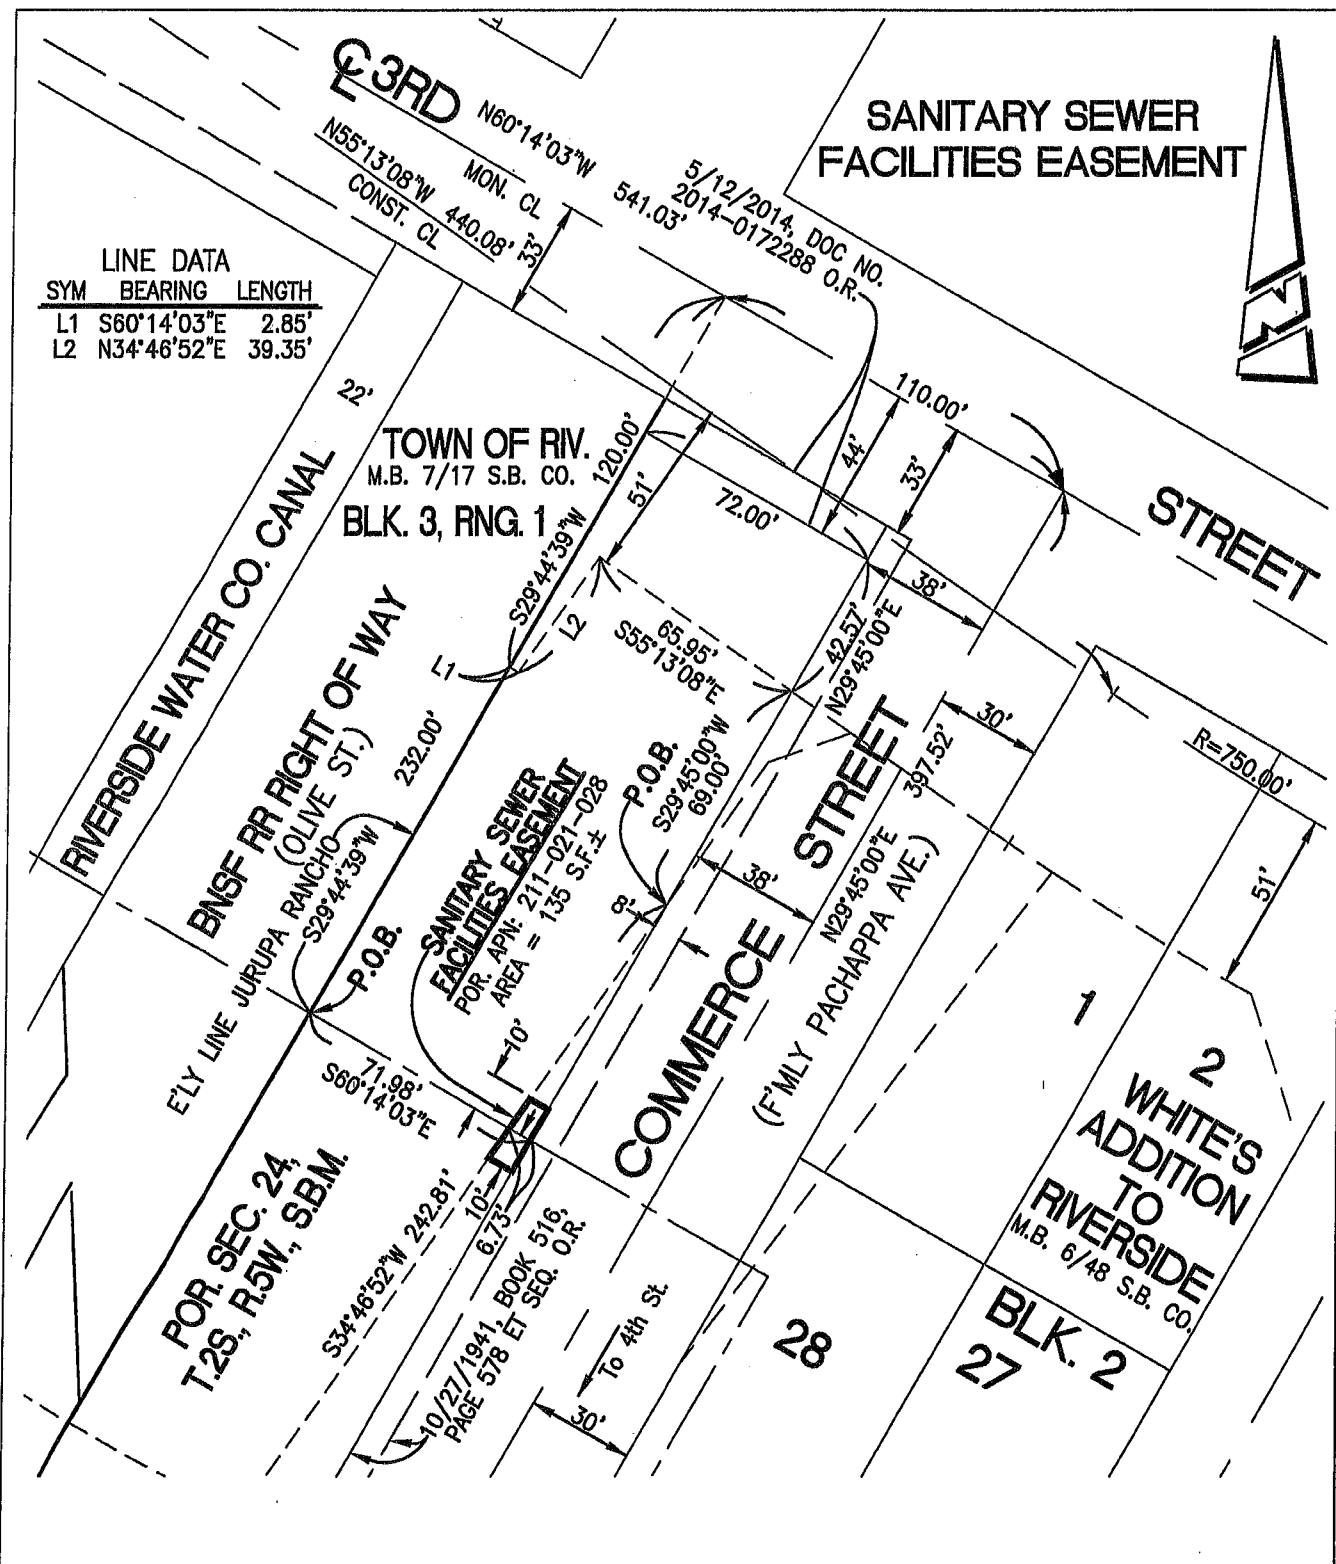 SANITARY SEWER
FACILITIES EASEMENT
℄ 3RD
N60°14'03"W
541.03'
MON. CL
N55°13'08"W 440.08'
CONST. CL
33'
5/12/2014, DOC NO.
2014-0172288 O.R.
LINE DATA
SYM BEARING LENGTH
L1 S60°14'03"E 2.85'
L2 N34°46'52"E 39.35'
22'
TOWN OF RIV.
M.B. 7/17 S.B. CO.
BLK. 3, RNG. 1
120.00'
S29°44'39"W
51'
72.00'
44'
110.00'
33'
STREET
RIVERSIDE WATER CO. CANAL
BNSF RR RIGHT OF WAY
(OLIVE ST.)
L1
L2
65.95'
S55°13'08"E
42.57'
N29°45'00"E
38'
30'
R=750.00'
51'
232.00'
E'LY LINE JURUPA RANCHO
S29°44'39"W
P.O.B.
SANITARY SEWER
FACILITIES EASEMENT
POR. APN: 211-021-028
AREA = 135 S.F.±
P.O.B.
S29°45'00"W
69.00'
8'
38'
COMMERCE STREET
397.52'
N29°45'00"E
(F'MLY PACHAPPA AVE.)
10'
71.98'
S60°14'03"E
10'
6.73'
S34°46'52"W 242.81'
POR. SEC. 24,
T.2S., R.5W., S.B.M.
10/27/1941, BOOK 516,
PAGE 578 ET SEQ. O.R.
To 4th St.
30'
1
2
WHITE'S
ADDITION
TO
RIVERSIDE
M.B. 6/48 S.B. CO.
BLK. 2
28
27